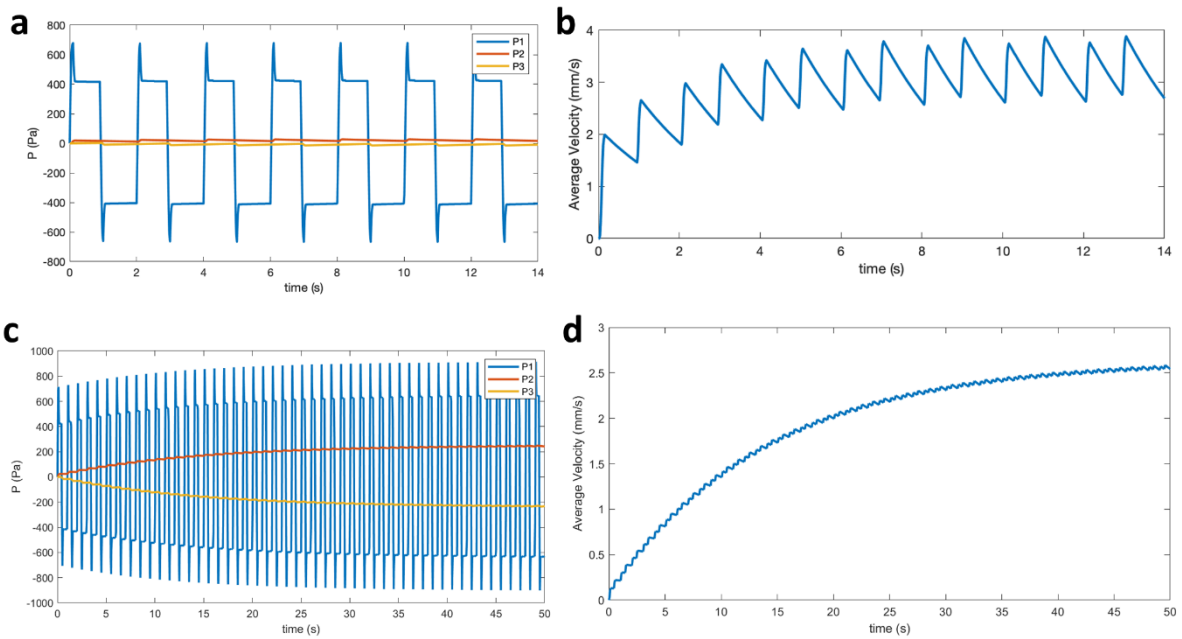 a
800
600
400
200
0
-200
-400
-600
-800
P (Pa)
0 2 4 6 8 10 12 14
time (s)
P1
P2
P3
b
4
3
2
1
0
Average Velocity (mm/s)
0 2 4 6 8 10 12 14
time (s)
c
1000
800
600
400
200
0
-200
-400
-600
-800
-1000
P (Pa)
0 5 10 15 20 25 30 35 40 45 50
time (s)
P1
P2
P3
d
3
2.5
2
1.5
1
0.5
0
Average Velocity (mm/s)
0 5 10 15 20 25 30 35 40 45 50
time (s)